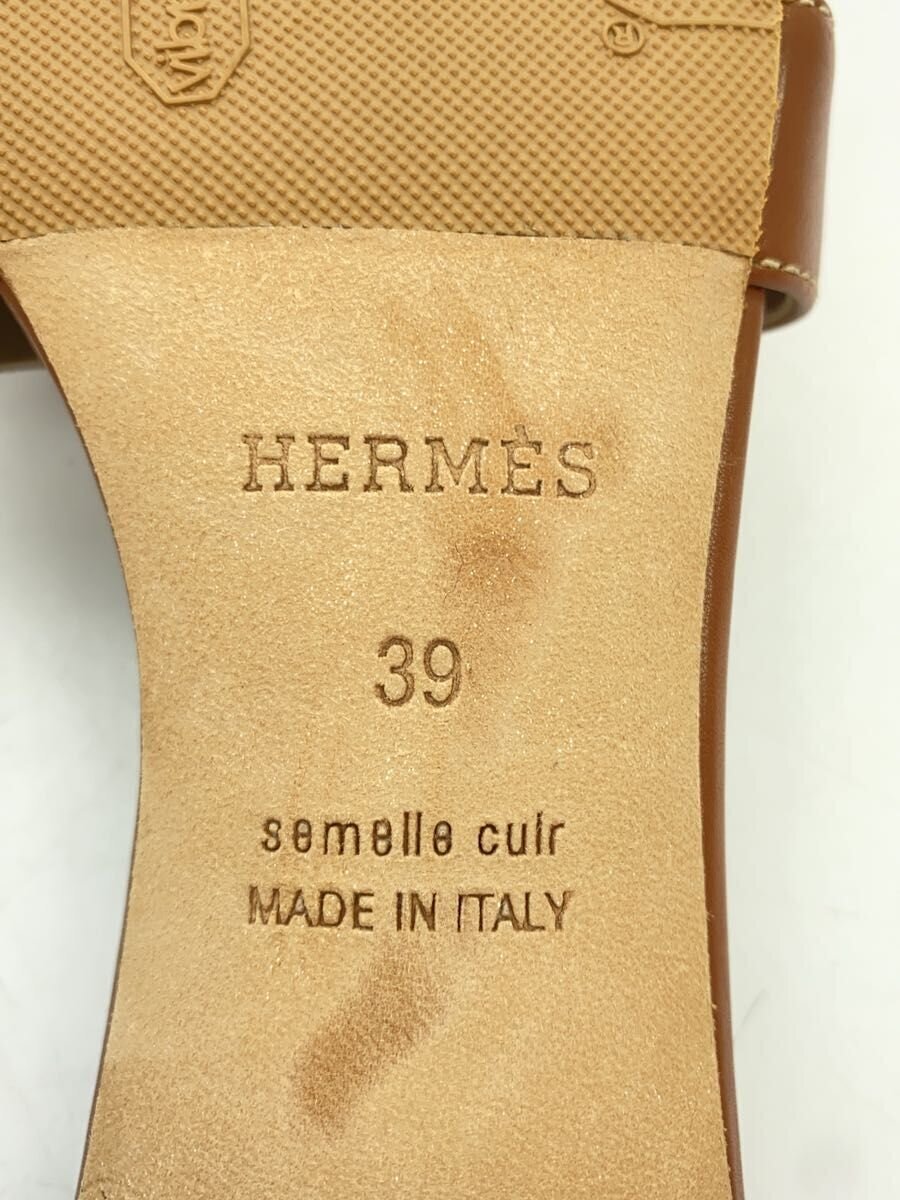 ®
HERMÈS
39
semelle cuir
MADE IN ITALY